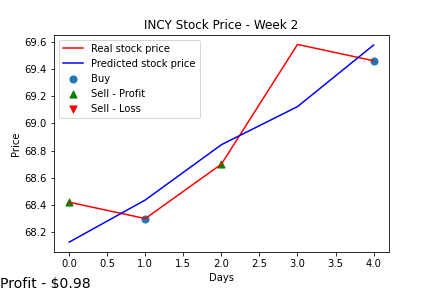 INCY Stock Price - Week 2
Real stock price
Predicted stock price
Buy
Sell - Profit
Sell - Loss
69.6
69.4
69.2
69.0
68.8
68.6
68.4
68.2
Price
0.0 0.5 1.0 1.5 2.0 2.5 3.0 3.5 4.0
Days
Profit - $0.98